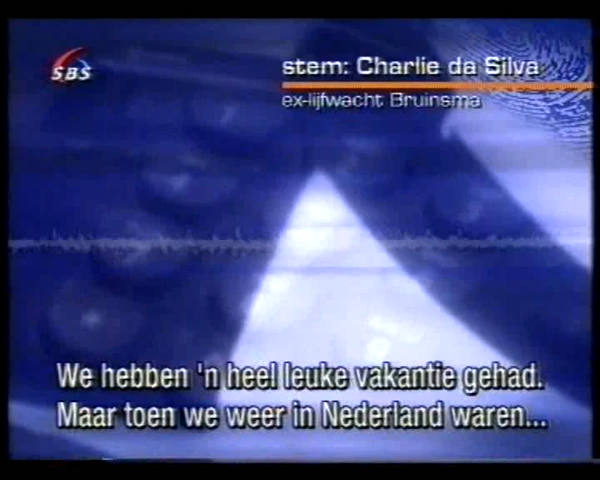 SBS
stem: Charlie da Silva
ex-lijfwacht Bruinsma
We hebben 'n heel leuke vakantie gehad.
Maar toen we weer in Nederland waren...